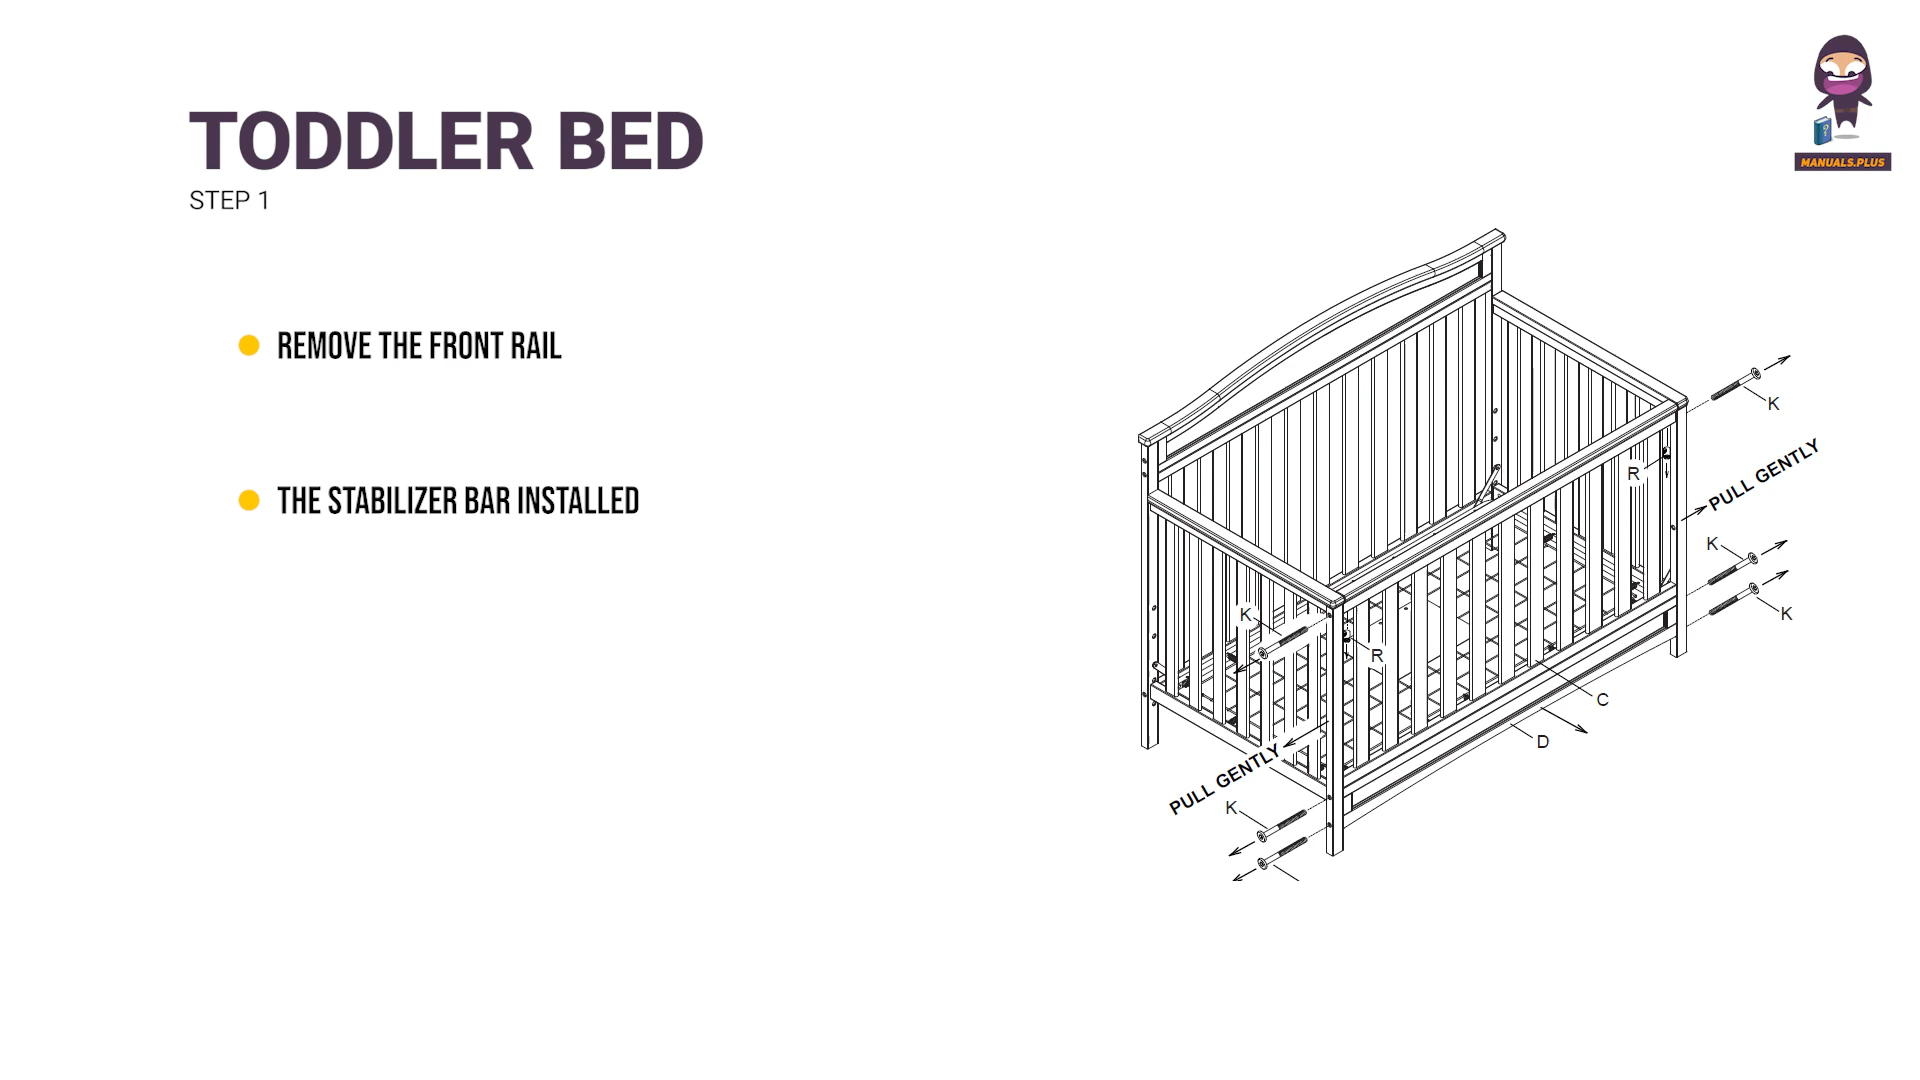 MANUALS.PLUS
TODDLER BED
STEP 1
REMOVE THE FRONT RAIL
THE STABILIZER BAR INSTALLED
K
R
PULL GENTLY
K
K
K
R
C
D
PULL GENTLY
K